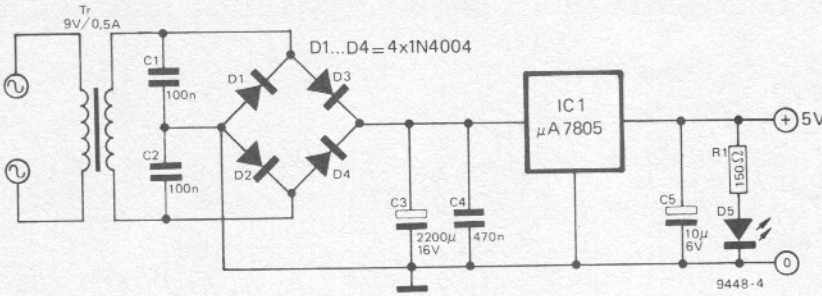 Tr
9V/0,5A
C1
100n
C2
100n
D1...D4=4x1N4004
D1
D3
D2
D4
C3
2200μ
16V
C4
470n
IC1
μA7805
C5
10μ
6V
R1
150Ω
D5
+
5V
0
9448-4